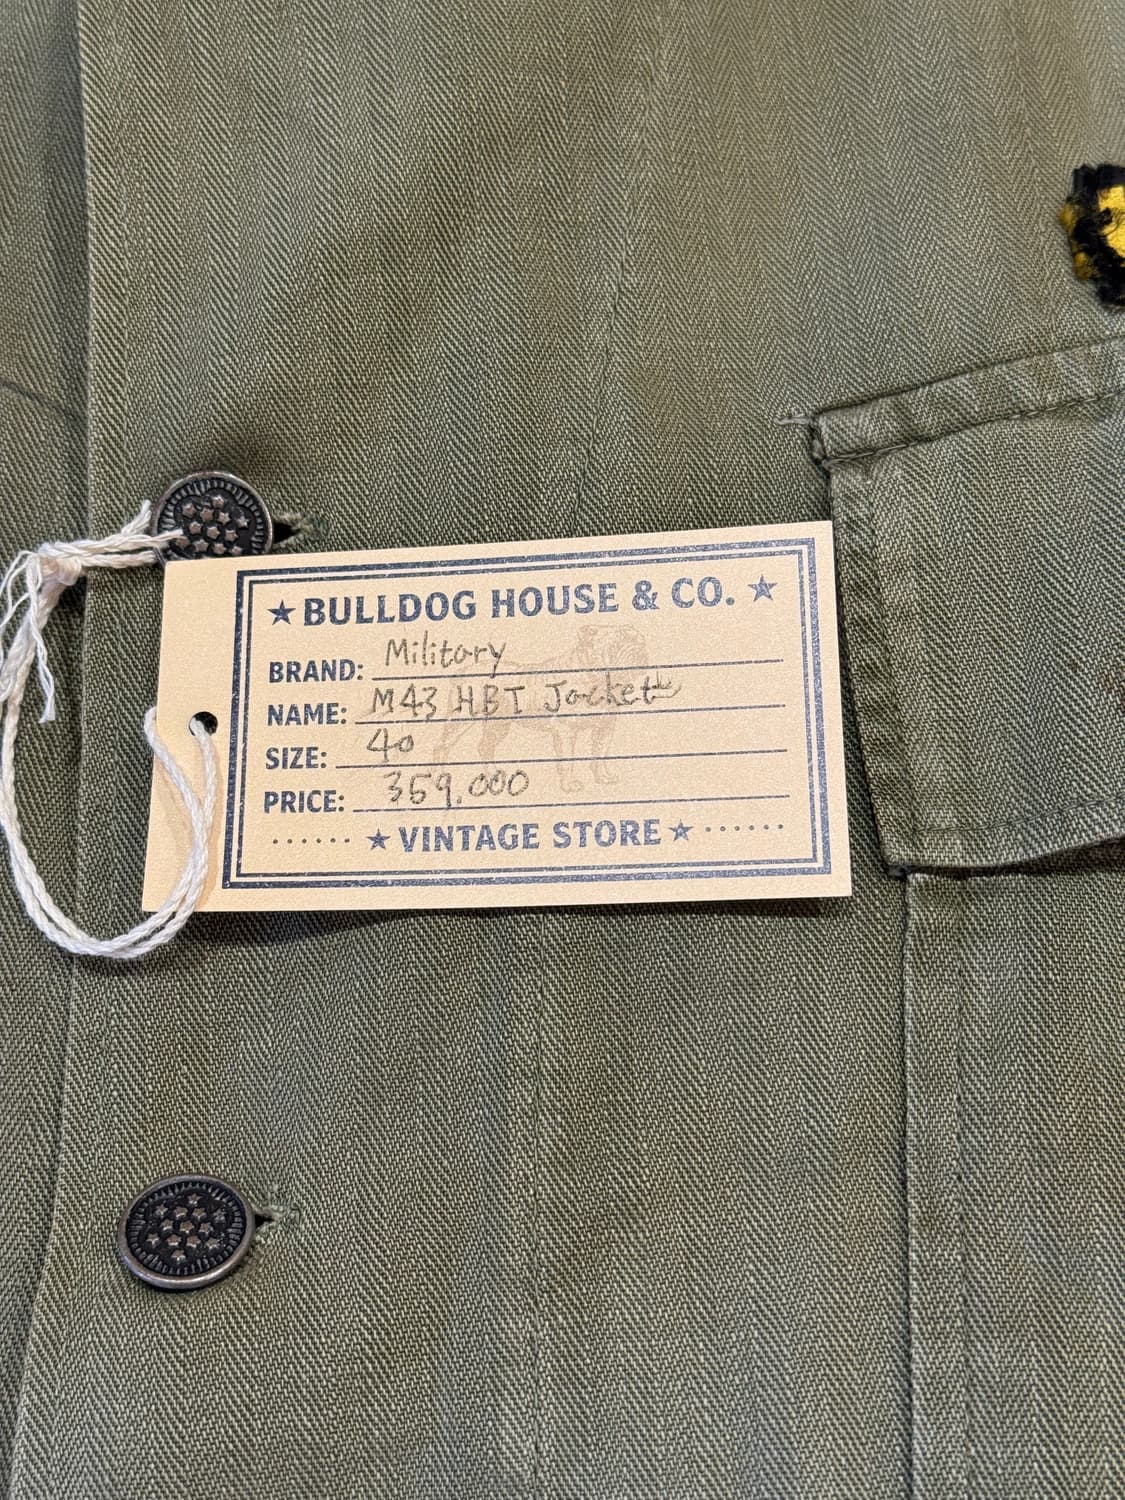 ★BULLDOG HOUSE & CO.★
BRAND: Military
NAME: M43 HBT Jacket
SIZE: 40
PRICE: 359,000
······★VINTAGE STORE★······